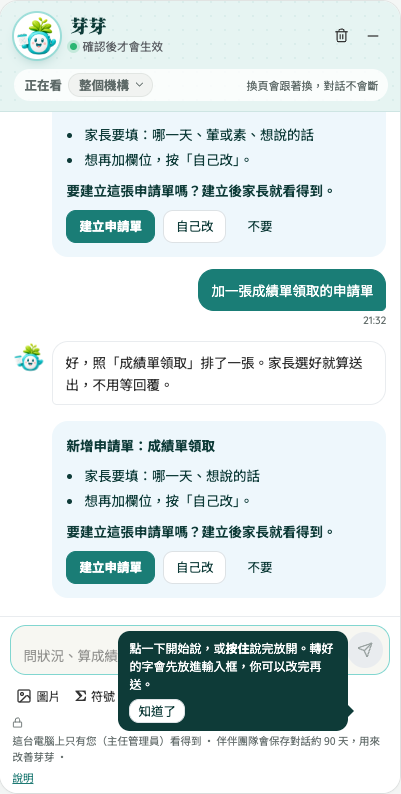 芽芽
確認後才會生效
正在看 整個機構 換頁會跟著換，對話不會斷
• 家長要填：哪一天、葷或素、想說的話
• 想再加欄位，按「自己改」。
要建立這張申請單嗎？建立後家長就看得到。
建立申請單 自己改 不要
加一張成績單領取的申請單
21:32
好，照「成績單領取」排了一張。家長選好就算送
出，不用等回覆。
新增申請單：成績單領取
• 家長要填：哪一天、想說的話
• 想再加欄位，按「自己改」。
要建立這張申請單嗎？建立後家長就看得到。
建立申請單 自己改 不要
問狀況、算成績
點一下開始說，或按住說完放開。轉好
的字會先放進輸入框，你可以改完再
送。
知道了
圖片 Σ 符號
這台電腦上只有您（主任管理員）看得到 · 伴伴團隊會保存對話約 90 天，用來
改善芽芽 ·
說明